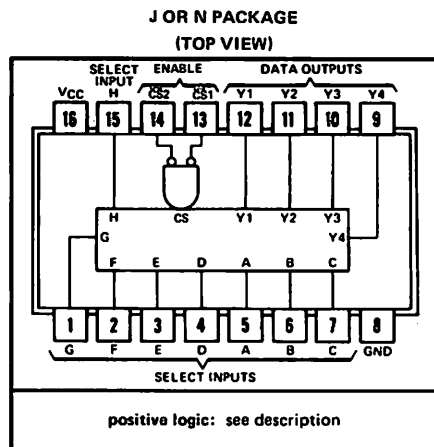 J OR N PACKAGE
(TOP VIEW)
SELECT INPUT ENABLE DATA OUTPUTS
VCC H CS2 CS1 Y1 Y2 Y3 Y4
16 15 14 13 12 11 10 9
H CS Y1 Y2 Y3
G Y4
F E D A B C
1 2 3 4 5 6 7 8
G F E D A B C GND
SELECT INPUTS
positive logic: see description